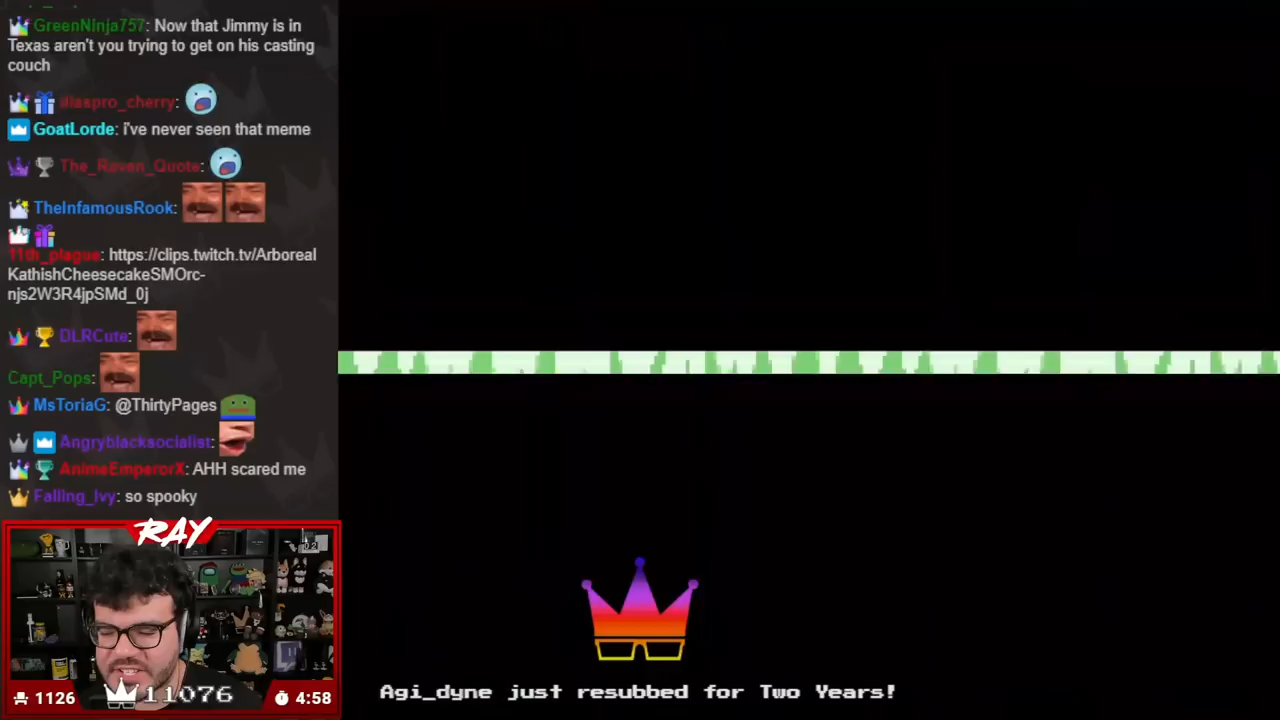 GreenNinja757: Now that Jimmy is in
Texas aren't you trying to get on his casting
couch
GoatLorde: i've never seen that meme
The_Raven_Quote:
TheInfamousRook:
11th_plague: https://clips.twitch.tv/Arboreal
KathishCheesecakeSMOrc-
njs2W3R4jpSMd_0j
DLRCute:
Capt_Pops:
MsToriaG: @ThirtyPages
Angryblacksocialist:
AnimeEmperorX: AHH scared me
Falling_Ivy: so spooky
RAY
1126
11076
4:58
Agi_dyne just resubbed for Two Years!